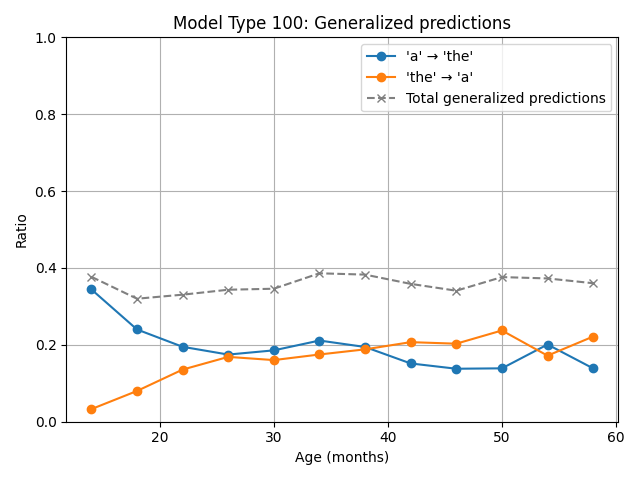 Model Type 100: Generalized predictions
1.0
0.8
0.6
0.4
0.2
0.0
Ratio
'a' → 'the'
'the' → 'a'
Total generalized predictions
20
30
40
50
60
Age (months)